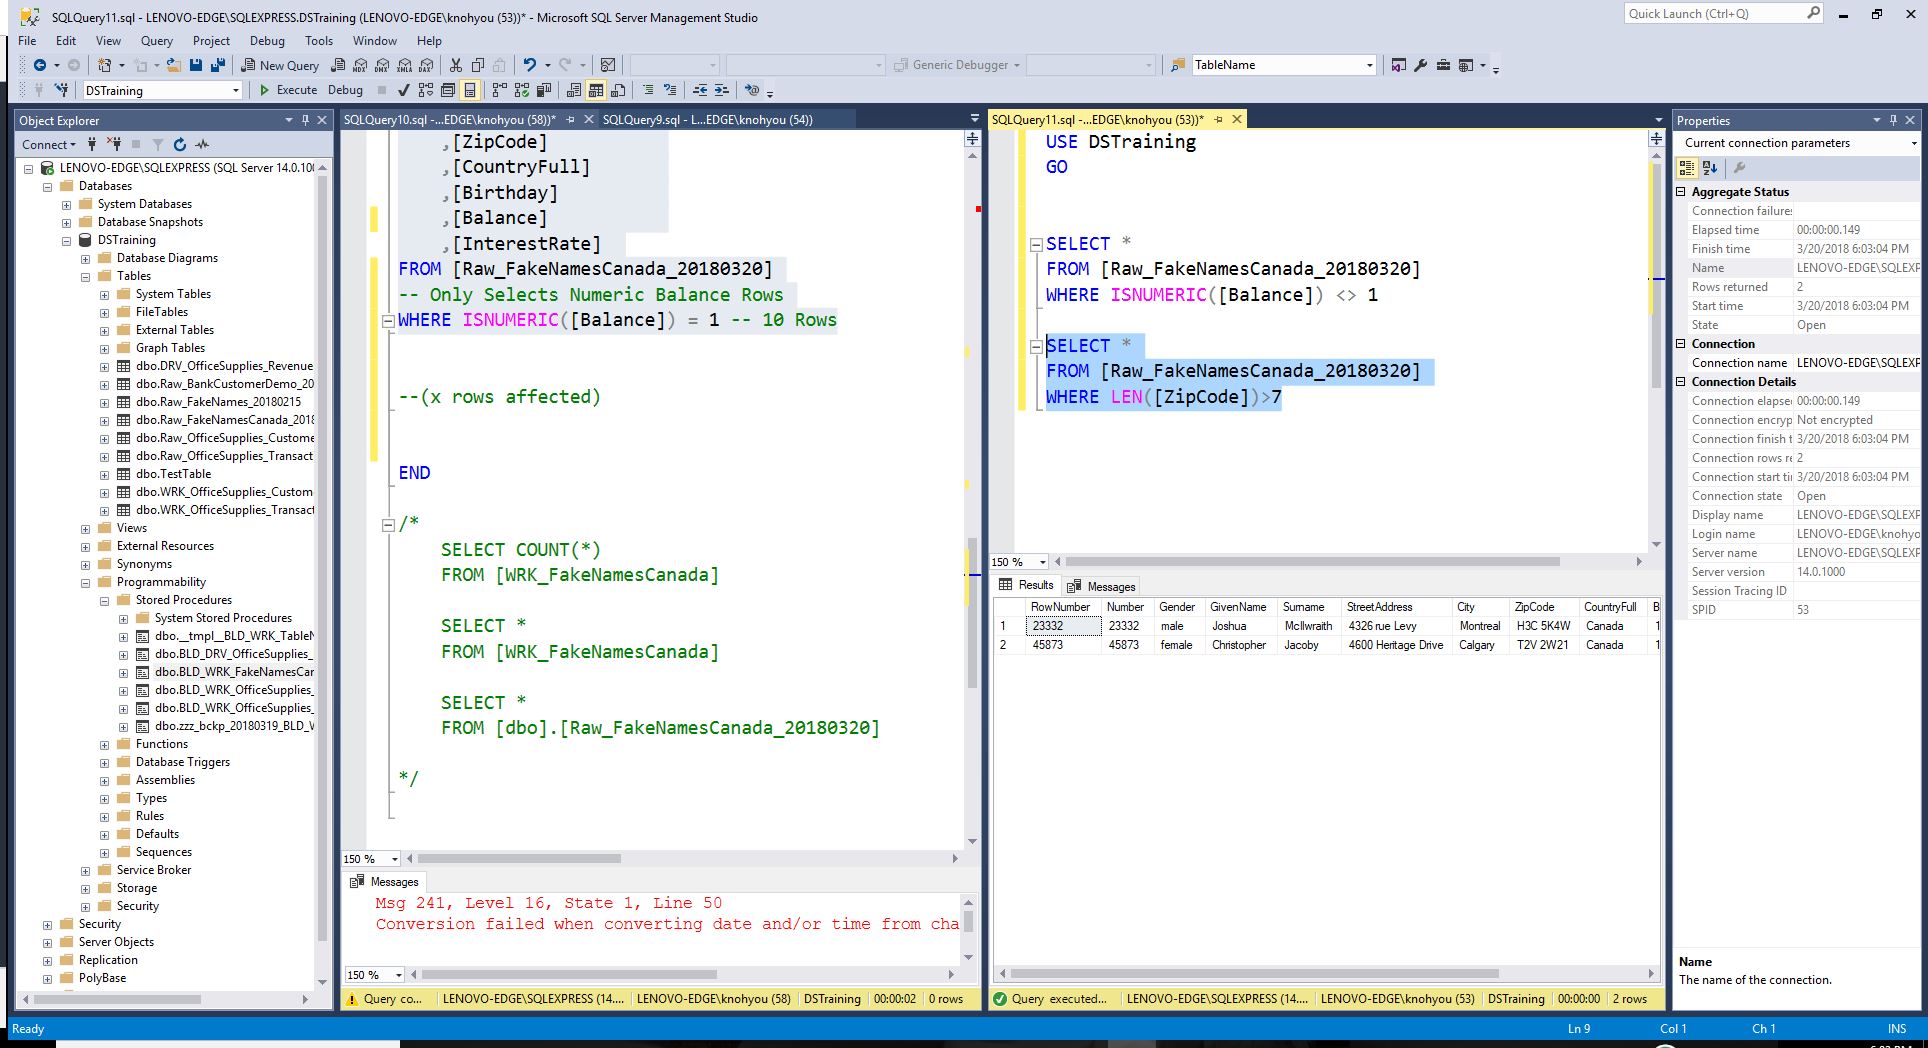 SQLQuery11.sql - LENOVO-EDGE\SQLEXPRESS.DSTraining (LENOVO-EDGE\knohyou (53))* - Microsoft SQL Server Management Studio
Quick Launch (Ctrl+Q)
File Edit View Query Project Debug Tools Window Help
New Query
MDX DMX XMLA DAX
Generic Debugger
TableName
DSTraining
Execute Debug
Object Explorer
Connect
LENOVO-EDGE\SQLEXPRESS (SQL Server 14.0.100
Databases
System Databases
Database Snapshots
DSTraining
Database Diagrams
Tables
System Tables
FileTables
External Tables
Graph Tables
dbo.DRV_OfficeSupplies_Revenue
dbo.Raw_BankCustomerDemo_20
dbo.Raw_FakeNames_20180215
dbo.Raw_FakeNamesCanada_2018
dbo.Raw_OfficeSupplies_Custome
dbo.Raw_OfficeSupplies_Transact
dbo.TestTable
dbo.WRK_OfficeSupplies_Custom
dbo.WRK_OfficeSupplies_Transact
Views
External Resources
Synonyms
Programmability
Stored Procedures
System Stored Procedures
dbo.__tmpl__BLD_WRK_TableN
dbo.BLD_DRV_OfficeSupplies_
dbo.BLD_WRK_FakeNamesCar
dbo.BLD_WRK_OfficeSupplies_
dbo.BLD_WRK_OfficeSupplies_
dbo.zzz_bckp_20180319_BLD_W
Functions
Database Triggers
Assemblies
Types
Rules
Defaults
Sequences
Service Broker
Storage
Security
Security
Server Objects
Replication
PolyBase
SQLQuery10.sql -...EDGE\knohyou (58))*
SQLQuery9.sql - L...EDGE\knohyou (54))
,[ZipCode]
,[CountryFull]
,[Birthday]
,[Balance]
,[InterestRate]
FROM [Raw_FakeNamesCanada_20180320]
-- Only Selects Numeric Balance Rows
WHERE ISNUMERIC([Balance]) = 1 -- 10 Rows
--(x rows affected)
END
/*
SELECT COUNT(*)
FROM [WRK_FakeNamesCanada]
SELECT *
FROM [WRK_FakeNamesCanada]
SELECT *
FROM [dbo].[Raw_FakeNamesCanada_20180320]
*/
150 %
Messages
Msg 241, Level 16, State 1, Line 50
Conversion failed when converting date and/or time from cha
150 %
Query co... LENOVO-EDGE\SQLEXPRESS (14.... LENOVO-EDGE\knohyou (58) DSTraining 00:00:02 0 rows
SQLQuery11.sql -...EDGE\knohyou (53))*
USE DSTraining
GO
SELECT *
FROM [Raw_FakeNamesCanada_20180320]
WHERE ISNUMERIC([Balance]) <> 1
SELECT *
FROM [Raw_FakeNamesCanada_20180320]
WHERE LEN([ZipCode])>7
150 %
Results Messages
RowNumber Number Gender GivenName Surname StreetAddress City ZipCode CountryFull B
1 23332 23332 male Joshua McIlwraith 4326 rue Levy Montreal H3C 5K4W Canada 1
2 45873 45873 female Christopher Jacoby 4600 Heritage Drive Calgary T2V 2W21 Canada 1
Query executed... LENOVO-EDGE\SQLEXPRESS (14.... LENOVO-EDGE\knohyou (53) DSTraining 00:00:00 2 rows
Properties
Current connection parameters
Aggregate Status
Connection failure
Elapsed time 00:00:00.149
Finish time 3/20/2018 6:03:04 PM
Name LENOVO-EDGE\SQLEXP
Rows returned 2
Start time 3/20/2018 6:03:04 PM
State Open
Connection
Connection name LENOVO-EDGE\SQLEXP
Connection Details
Connection elapse 00:00:00.149
Connection encryp Not encrypted
Connection finish t 3/20/2018 6:03:04 PM
Connection rows re 2
Connection start ti 3/20/2018 6:03:04 PM
Connection state Open
Display name LENOVO-EDGE\SQLEXP
Login name LENOVO-EDGE\knohyo
Server name LENOVO-EDGE\SQLEXP
Server version 14.0.1000
Session Tracing ID
SPID 53
Name
The name of the connection.
Ready
Ln 9 Col 1 Ch 1 INS